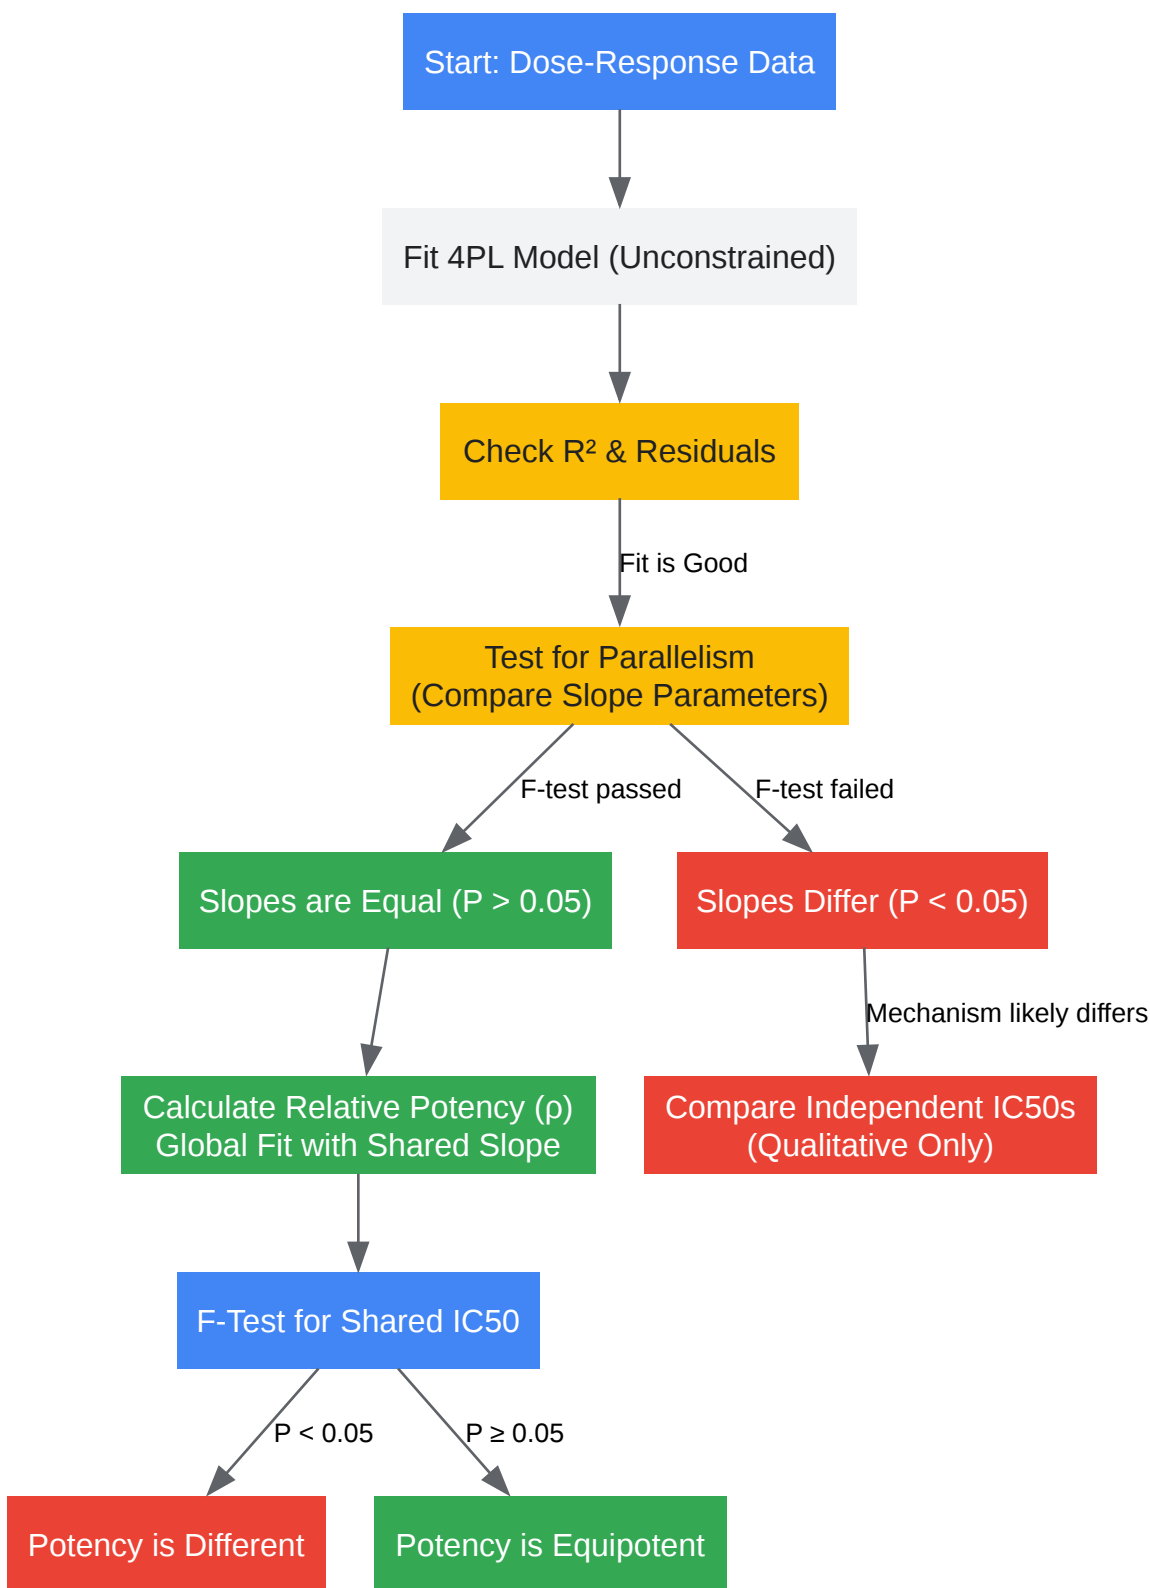 Start: Dose-Response Data
Fit 4PL Model (Unconstrained)
Check R² & Residuals
Fit is Good
Test for Parallelism
(Compare Slope Parameters)
F-test passed
F-test failed
Slopes are Equal (P > 0.05)
Slopes Differ (P < 0.05)
Mechanism likely differs
Calculate Relative Potency (ρ)
Global Fit with Shared Slope
Compare Independent IC50s
(Qualitative Only)
F-Test for Shared IC50
P < 0.05
P ≥ 0.05
Potency is Different
Potency is Equipotent